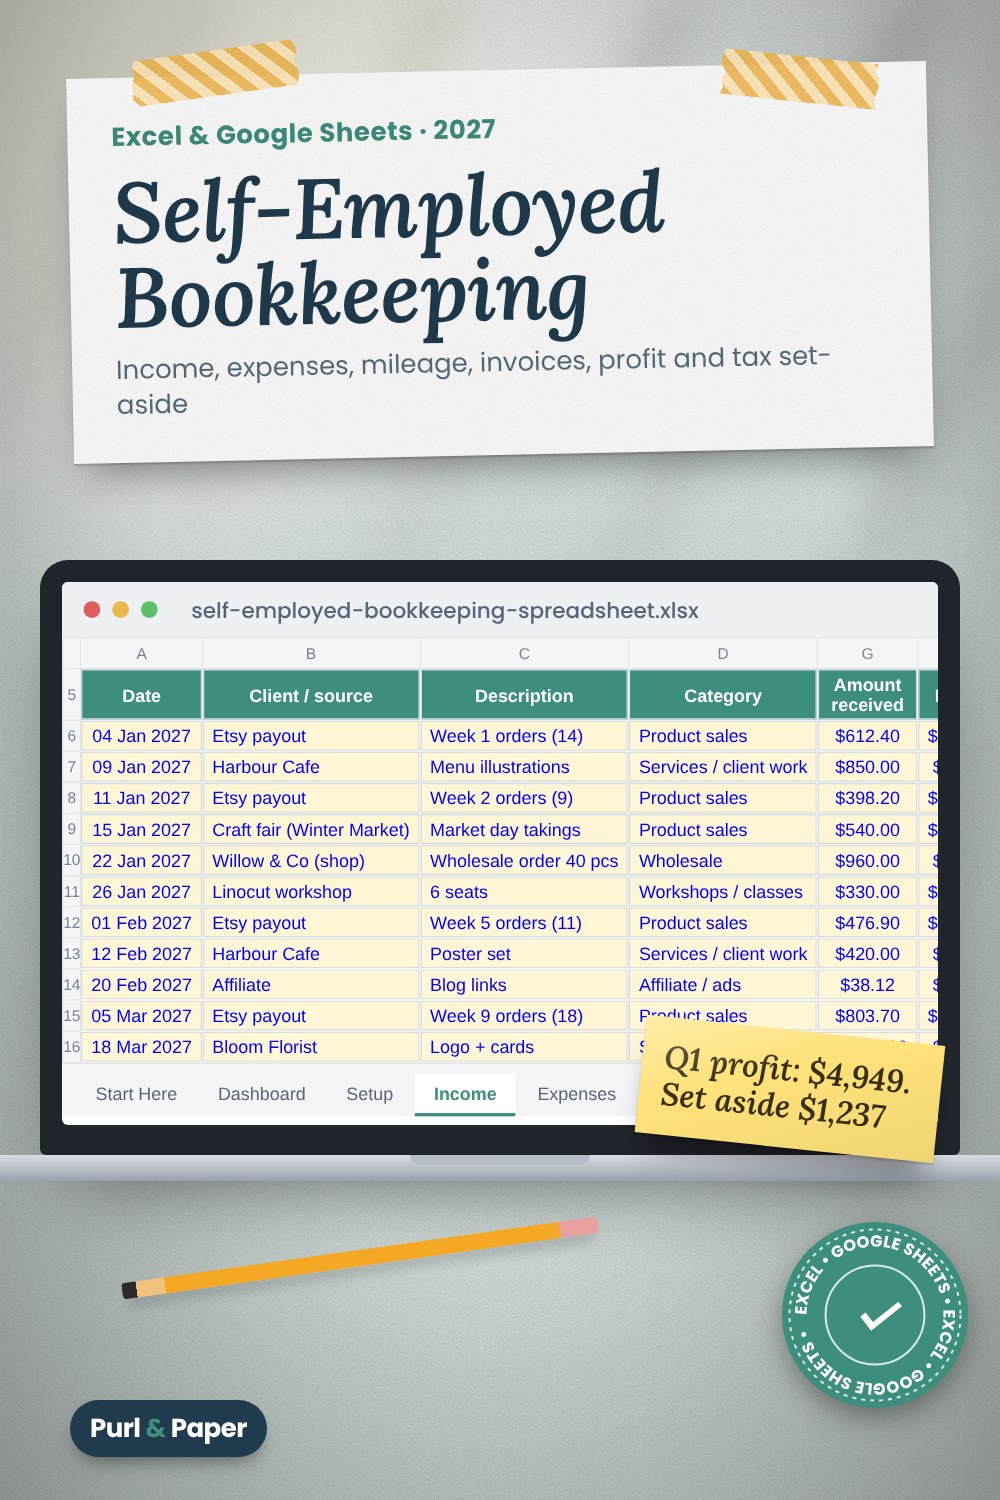 Excel & Google Sheets · 2027
Self-Employed
Bookkeeping
Income, expenses, mileage, invoices, profit and tax set-
aside
self-employed-bookkeeping-spreadsheet.xlsx
A B C D G
5 Date Client / source Description Category Amount received
6 04 Jan 2027 Etsy payout Week 1 orders (14) Product sales $612.40 $
7 09 Jan 2027 Harbour Cafe Menu illustrations Services / client work $850.00
8 11 Jan 2027 Etsy payout Week 2 orders (9) Product sales $398.20 $
9 15 Jan 2027 Craft fair (Winter Market) Market day takings Product sales $540.00 $
10 22 Jan 2027 Willow & Co (shop) Wholesale order 40 pcs Wholesale $960.00
11 26 Jan 2027 Linocut workshop 6 seats Workshops / classes $330.00 $
12 01 Feb 2027 Etsy payout Week 5 orders (11) Product sales $476.90 $
13 12 Feb 2027 Harbour Cafe Poster set Services / client work $420.00
14 20 Feb 2027 Affiliate Blog links Affiliate / ads $38.12
15 05 Mar 2027 Etsy payout Week 9 orders (18) Product sales $803.70 $
16 18 Mar 2027 Bloom Florist Logo + cards
Start Here Dashboard Setup Income Expenses
Q1 profit: $4,949.
Set aside $1,237
EXCEL • GOOGLE SHEETS • EXCEL • GOOGLE SHEETS •
Purl & Paper